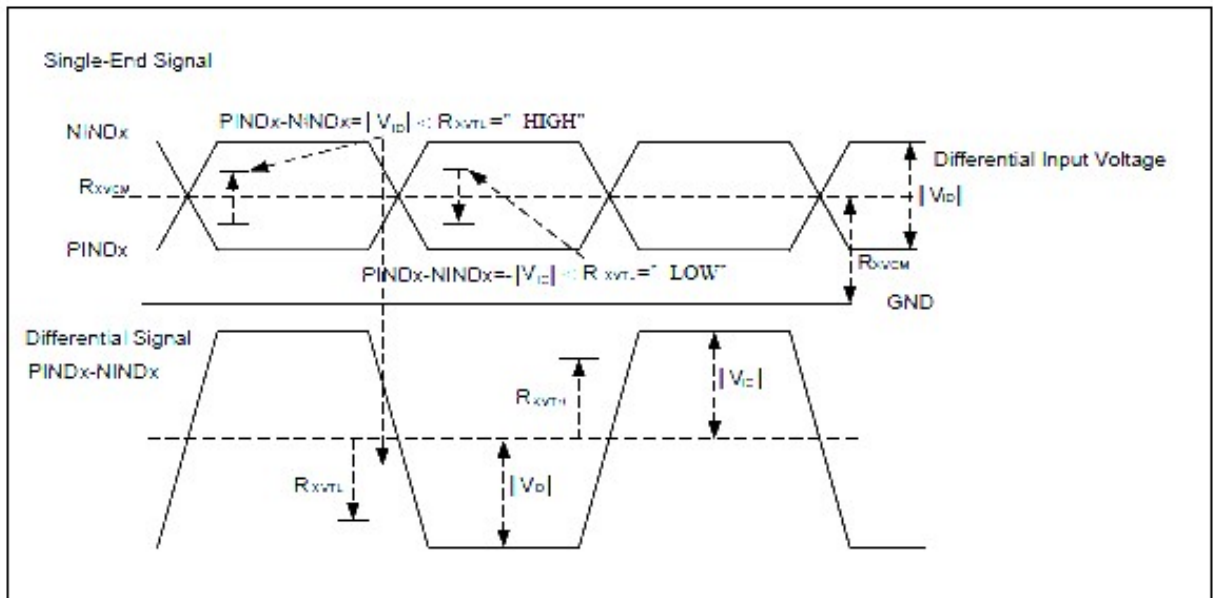 Single-End Signal
PINDx-NINDx=|VID| < RXVTL=" HIGH"
NINDx
Differential Input Voltage
RXVCM
|VID|
PINDx
RXVCM
PINDx-NINDx=-|VID| < RXVTL=" LOW"
GND
Differential Signal
PINDx-NINDx
|VID|
RXVTH
RXVTL
|VD|